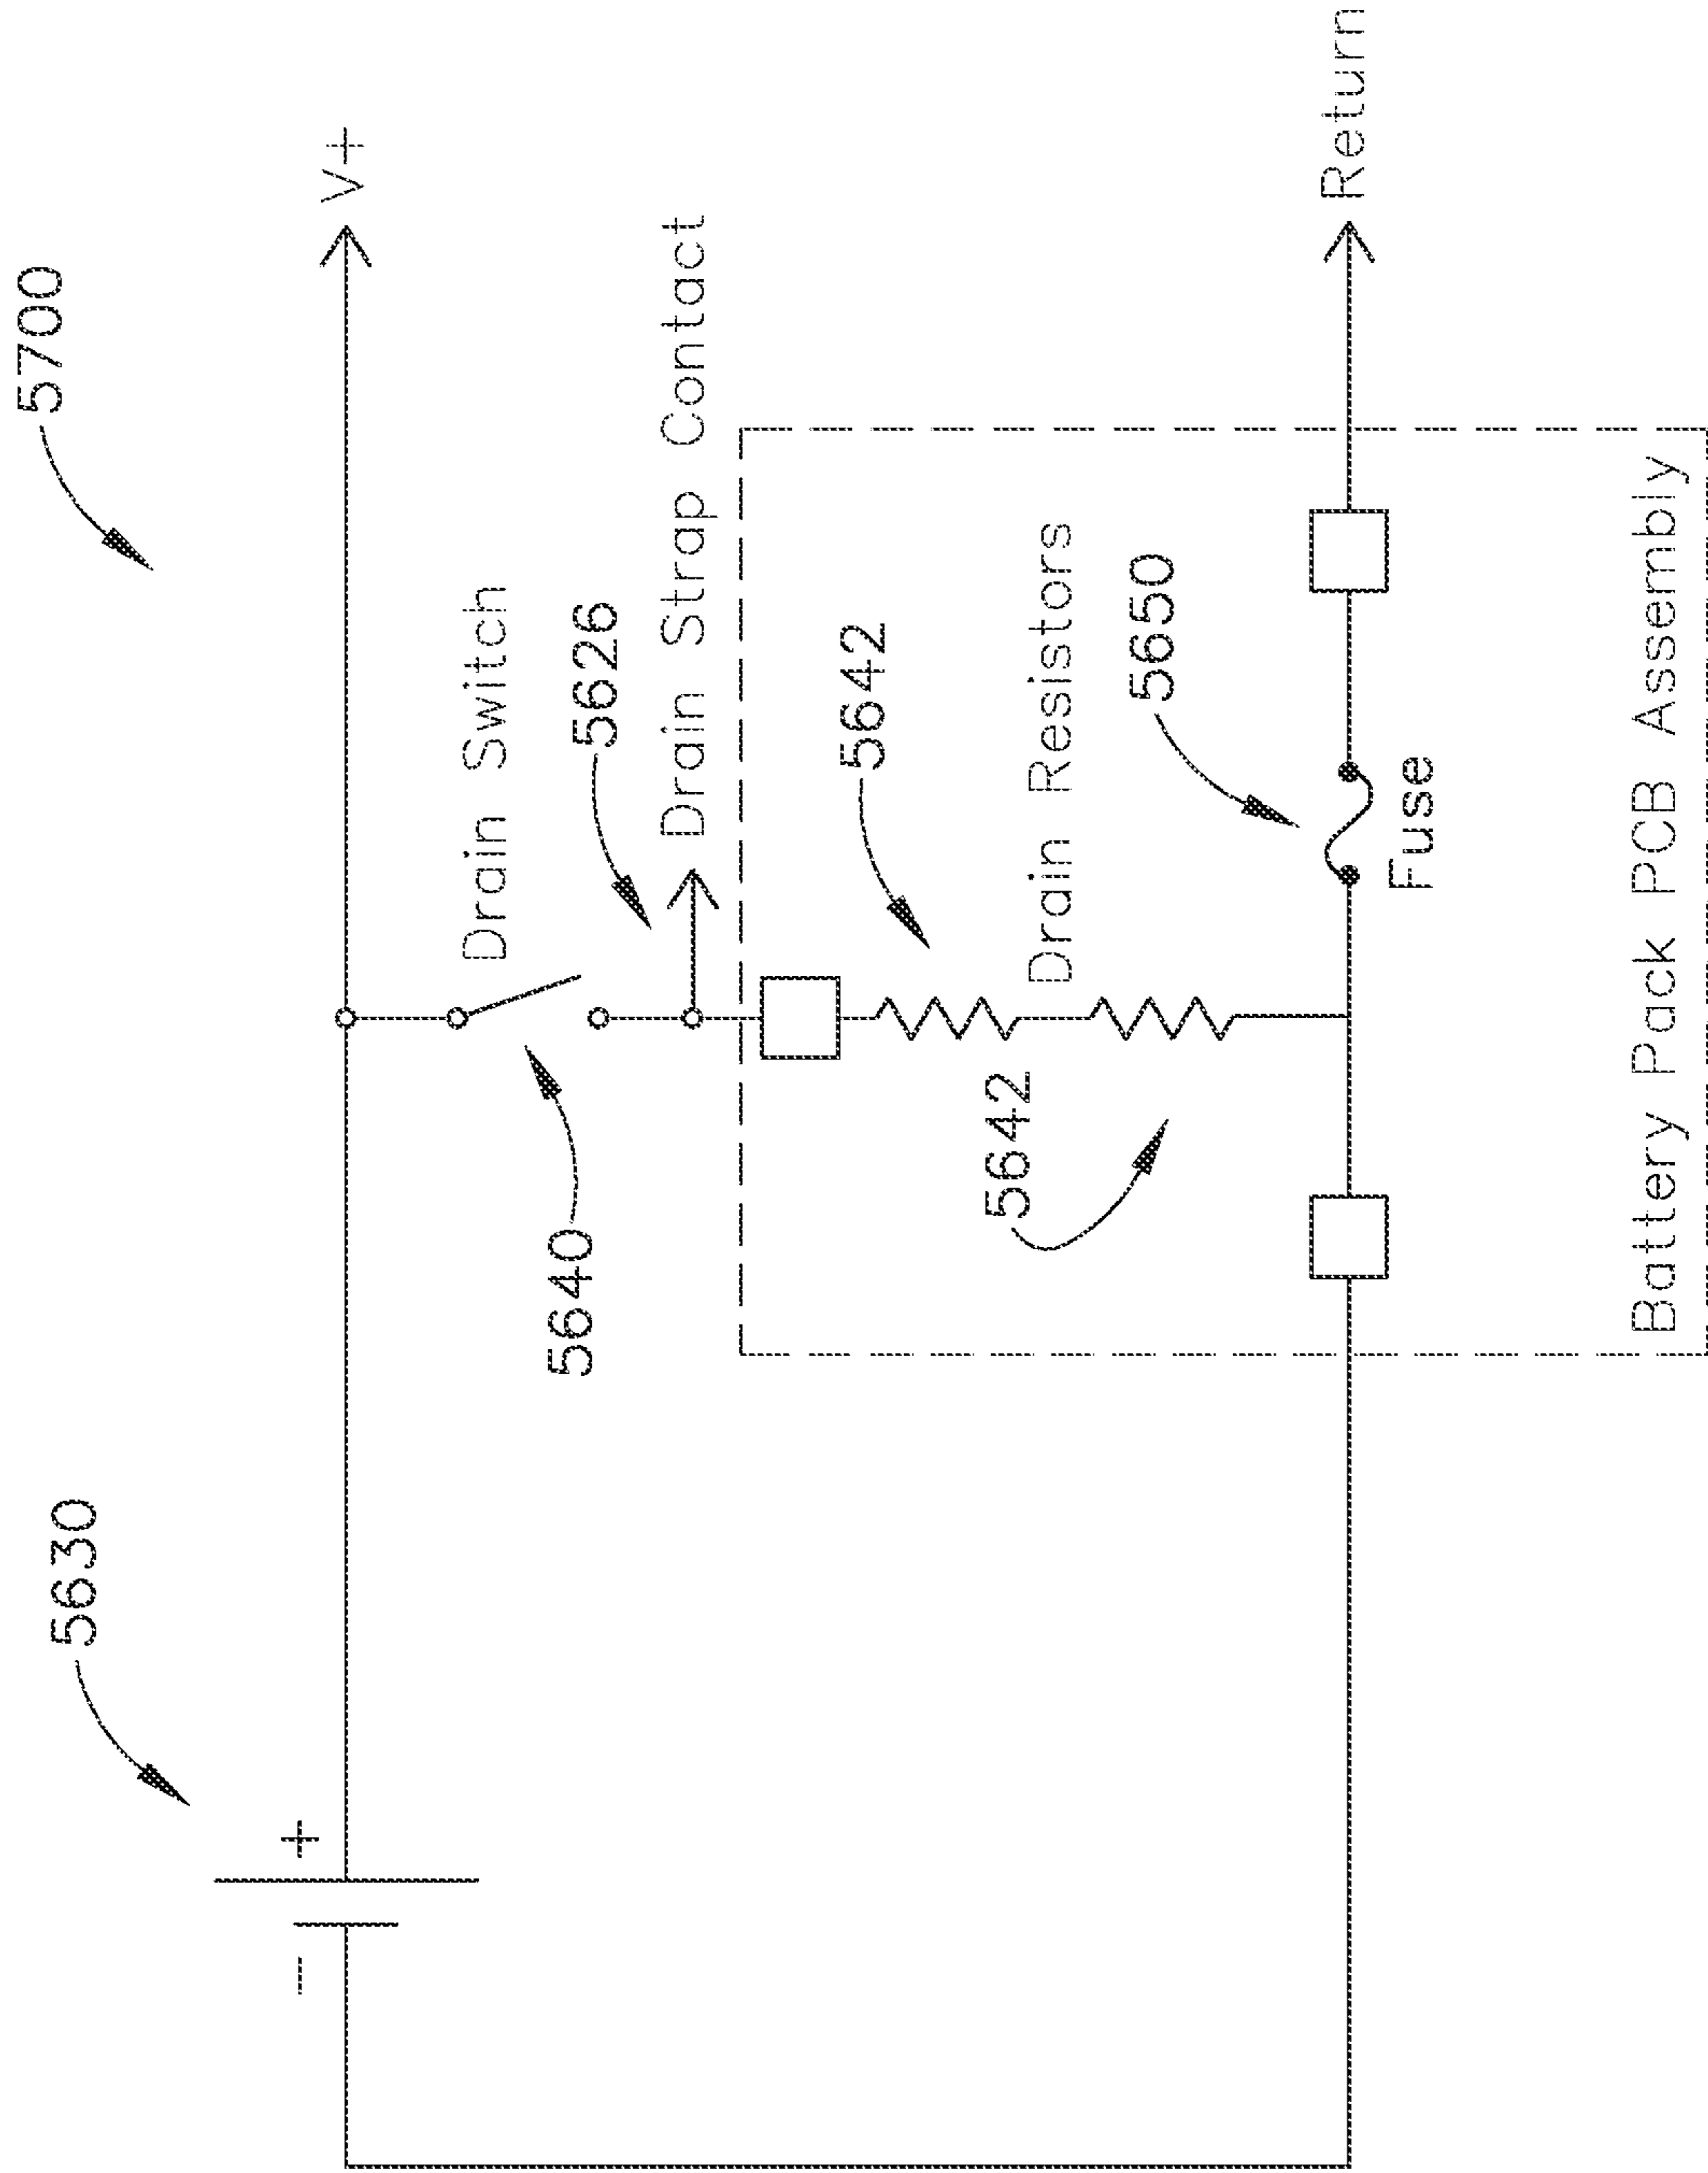 5700
5630
− +
V+
Drain Switch
5640
5626
Drain Strap Contact
5642
5642
Drain Resistors
5650
Return
Fuse
Battery Pack PCB Assembly